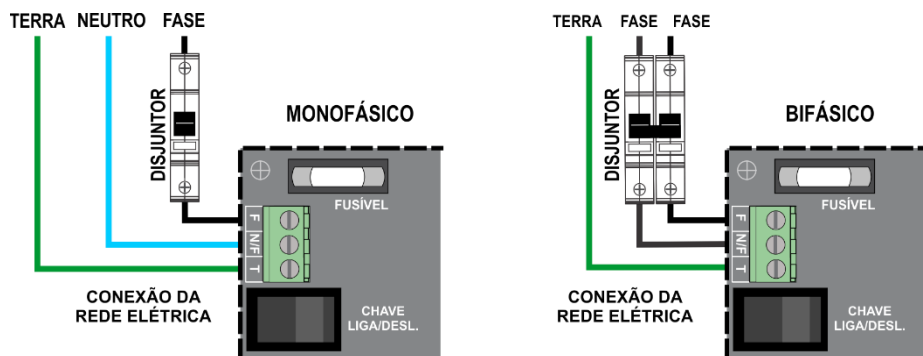 TERRA NEUTRO FASE
DISJUNTOR
MONOFÁSICO
FUSÍVEL
F
N/F
T
CONEXÃO DA
REDE ELÉTRICA
CHAVE
LIGA/DESL.
TERRA FASE FASE
DISJUNTOR
BIFÁSICO
FUSÍVEL
F
N/F
T
CONEXÃO DA
REDE ELÉTRICA
CHAVE
LIGA/DESL.